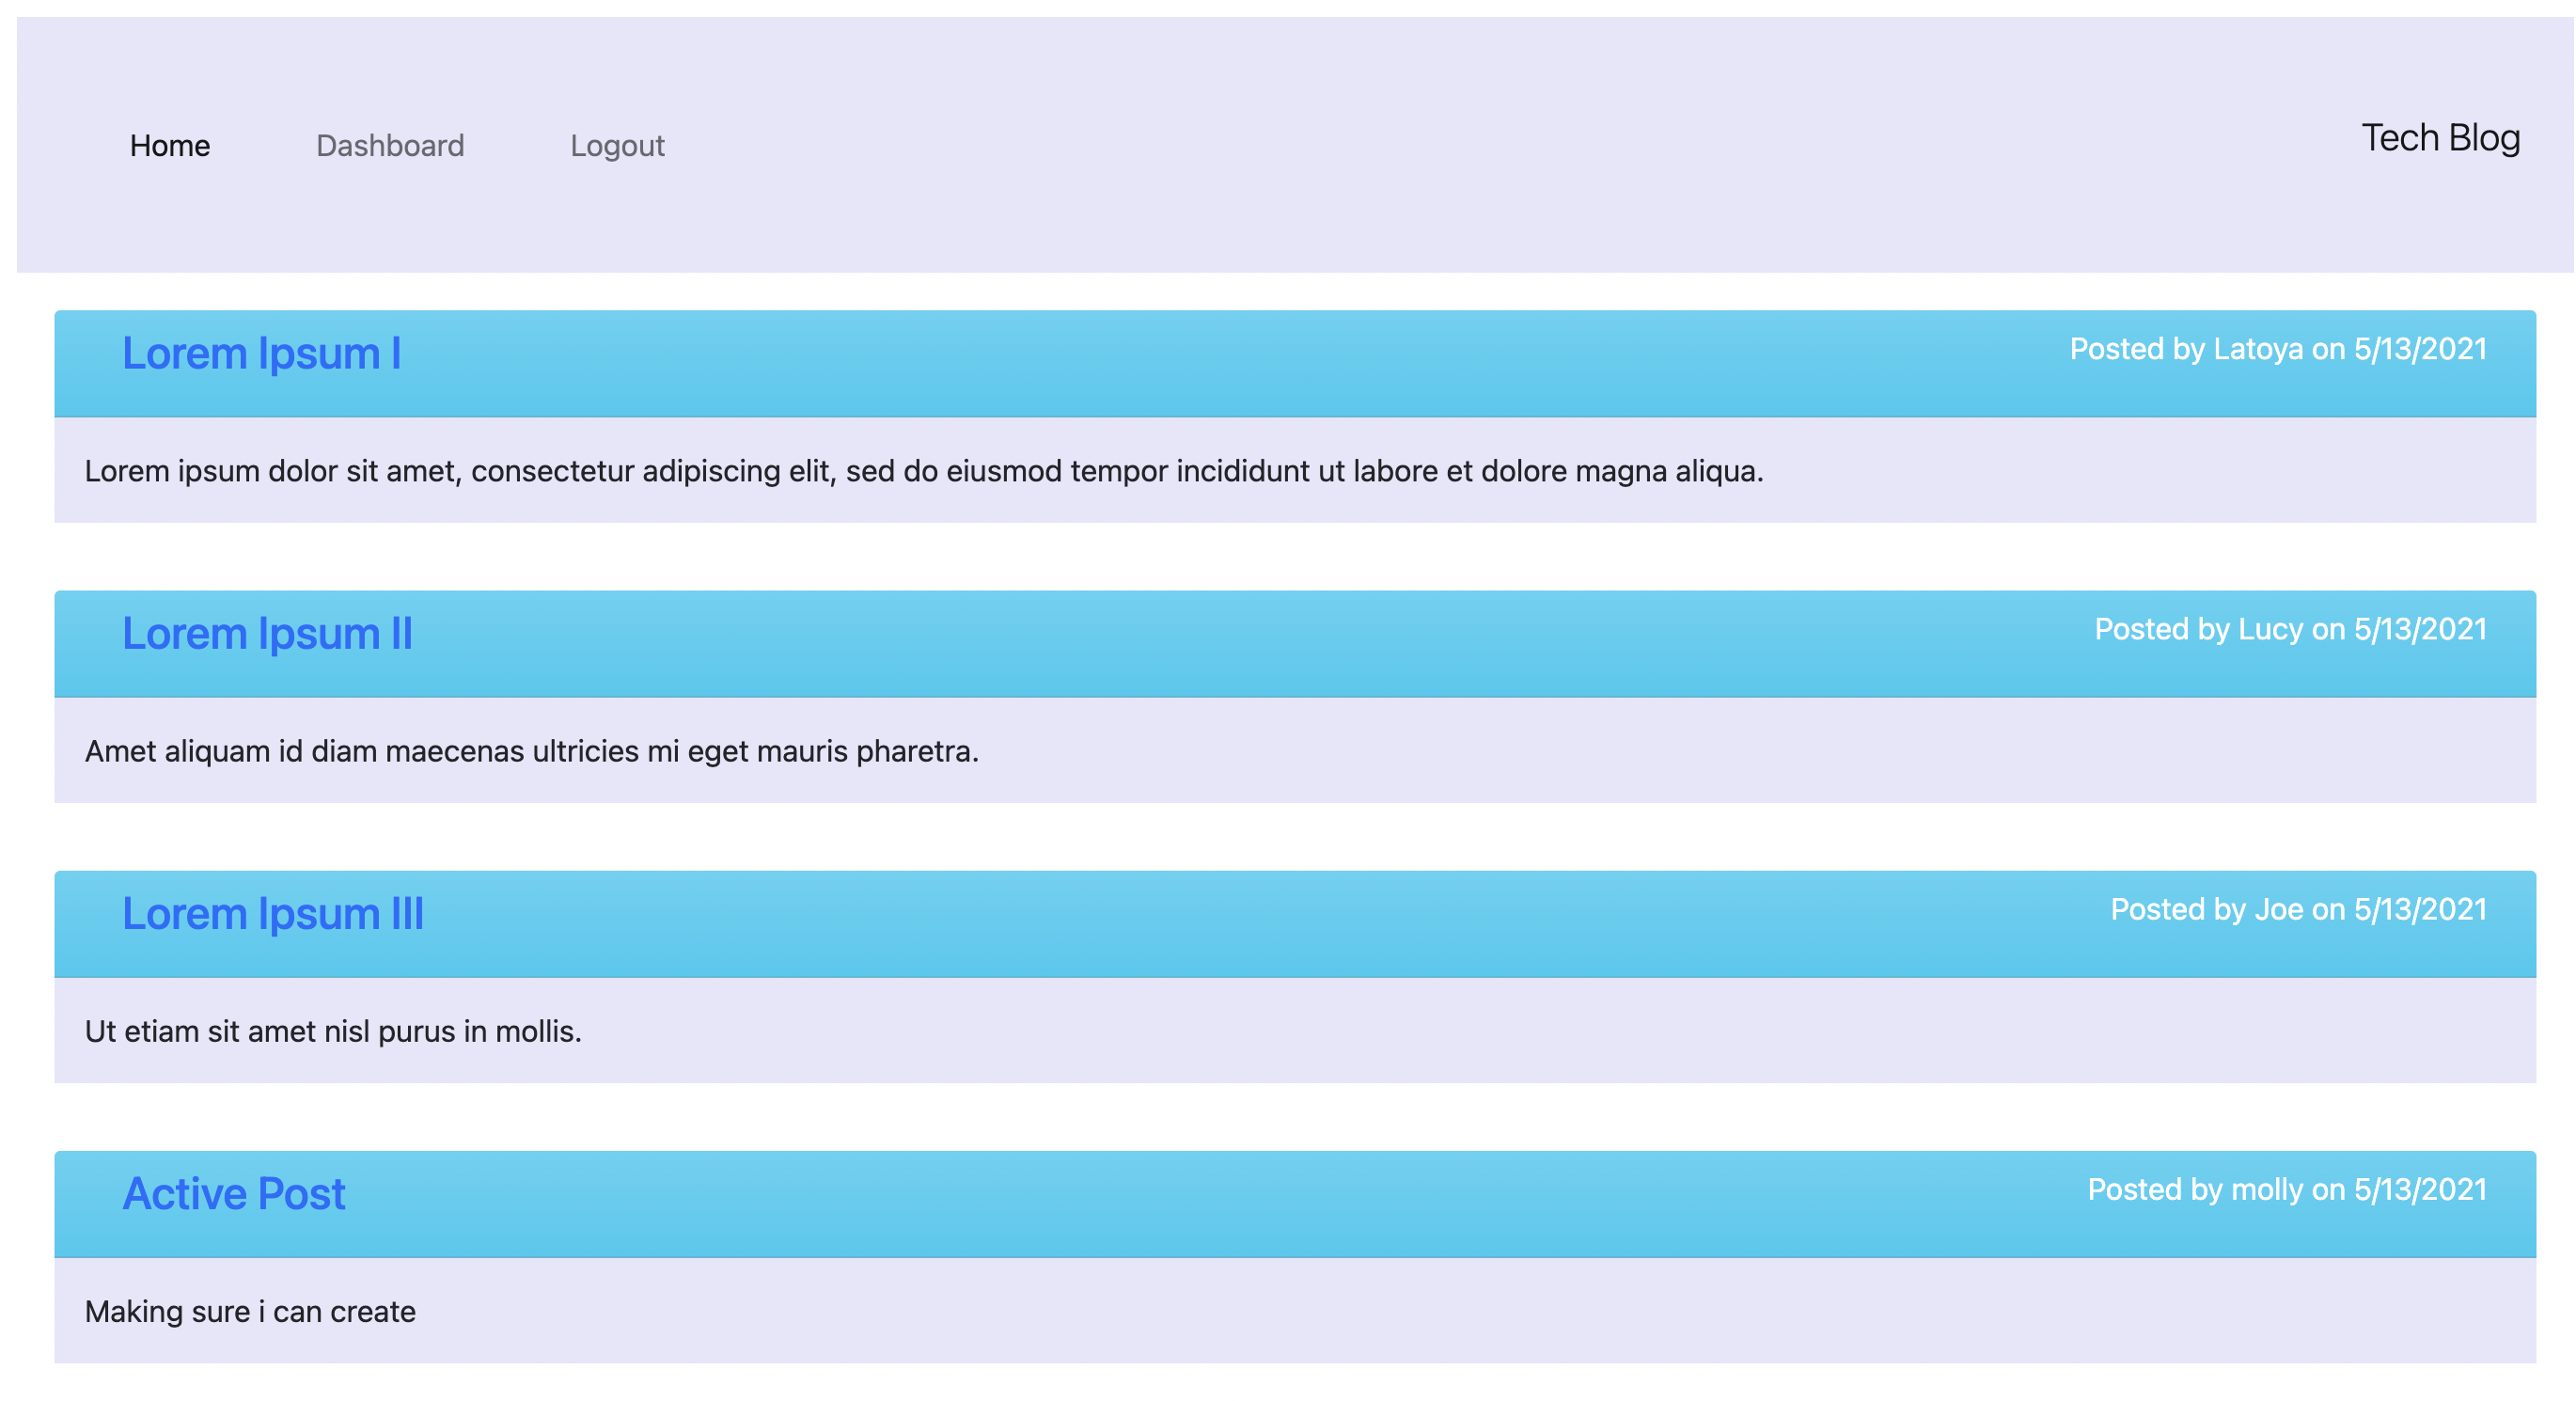 Home Dashboard Logout Tech Blog
Lorem Ipsum I Posted by Latoya on 5/13/2021
Lorem ipsum dolor sit amet, consectetur adipiscing elit, sed do eiusmod tempor incididunt ut labore et dolore magna aliqua.
Lorem Ipsum II Posted by Lucy on 5/13/2021
Amet aliquam id diam maecenas ultricies mi eget mauris pharetra.
Lorem Ipsum III Posted by Joe on 5/13/2021
Ut etiam sit amet nisl purus in mollis.
Active Post Posted by molly on 5/13/2021
Making sure i can create